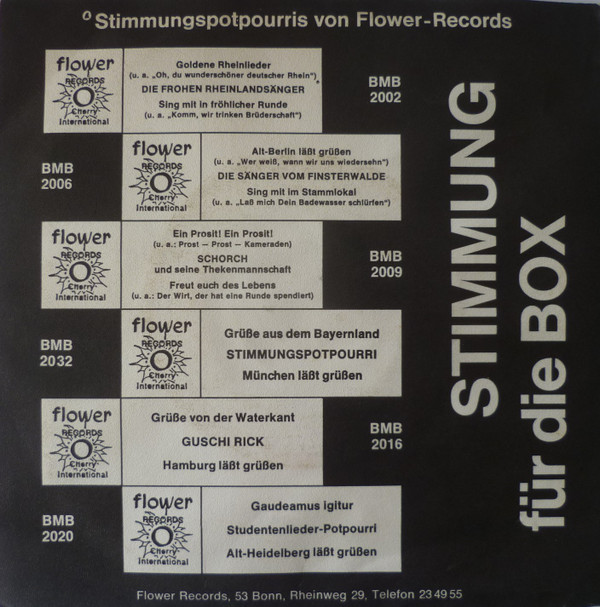 ° Stimmungspotpourris von Flower-Records
flower
RECORDS
Cherry
International
Goldene Rheinlieder
(u. a. „Oh, du wunderschöner deutscher Rhein")
DIE FROHEN RHEINLANDSÄNGER
Sing mit in fröhlicher Runde
(u. a. „Komm, wir trinken Brüderschaft")
BMB
2002
BMB
2006
flower
RECORDS
Cherry
International
Alt-Berlin läßt grüßen
(u. a. „Wer weiß, wann wir uns wiedersehn")
DIE SÄNGER VOM FINSTERWALDE
Sing mit im Stammlokal
(u. a. „Laß mich Dein Badewasser schlürfen")
flower
RECORDS
Cherry
International
Ein Prosit! Ein Prosit!
(u. a.: Prost — Prost — Kameraden)
SCHORCH
und seine Thekenmannschaft
Freut euch des Lebens
(u. a.: Der Wirt, der hat eine Runde spendiert)
BMB
2009
BMB
2032
flower
RECORDS
Cherry
International
Grüße aus dem Bayernland
STIMMUNGSPOTPOURRI
München läßt grüßen
flower
RECORDS
Cherry
International
Grüße von der Waterkant
GUSCHI RICK
Hamburg läßt grüßen
BMB
2016
BMB
2020
flower
RECORDS
Cherry
International
Gaudeamus igitur
Studentenlieder-Potpourri
Alt-Heidelberg läßt grüßen
STIMMUNG
für die BOX
Flower Records, 53 Bonn, Rheinweg 29, Telefon 23 49 55